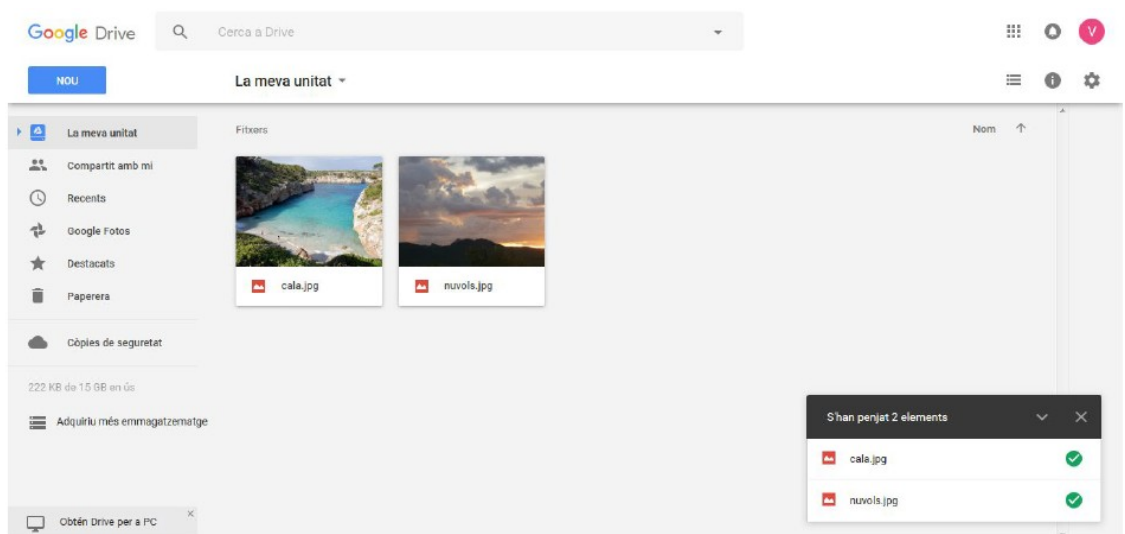 Google Drive
Cerca a Drive
V
NOU
La meva unitat
La meva unitat
Compartit amb mi
Recents
Google Fotos
Destacats
Paperera
Còpies de seguretat
222 KB de 15 GB en ús
Adquiriu més emmagatzematge
Obtén Drive per a PC
Fitxers
Nom
cala.jpg
nuvols.jpg
S'han penjat 2 elements
cala.jpg
nuvols.jpg